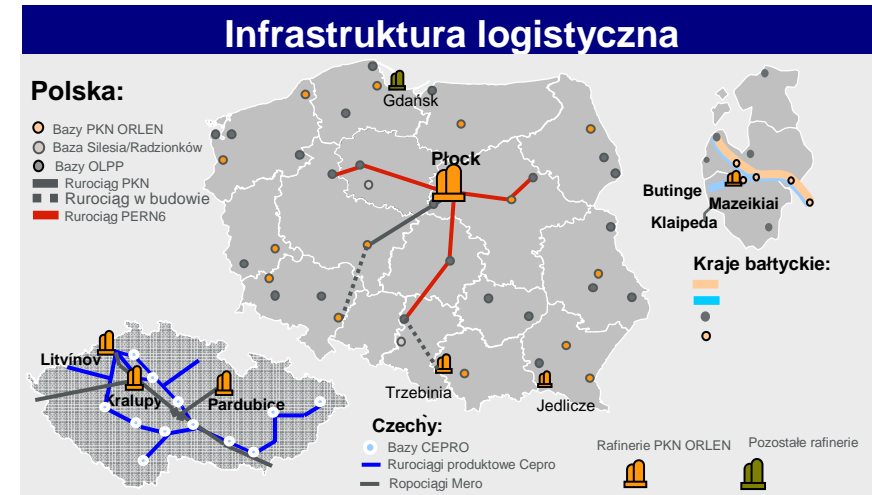 Infrastruktura logistyczna
Polska:
Bazy PKN ORLEN
Baza Silesia/Radzionków
Bazy OLPP
Rurociąg PKN
Rurociąg w budowie
Rurociąg PERN6
Gdańsk
Płock
Butinge
Mazeikiai
Klaipeda
Kraje bałtyckie:
Litvínov
Kralupy
Pardubice
Trzebinia
Jedlicze
Czechy:
Bazy CEPRO
Rurociągi produktowe Cepro
Ropociągi Mero
Rafinerie PKN ORLEN
Pozostałe rafinerie